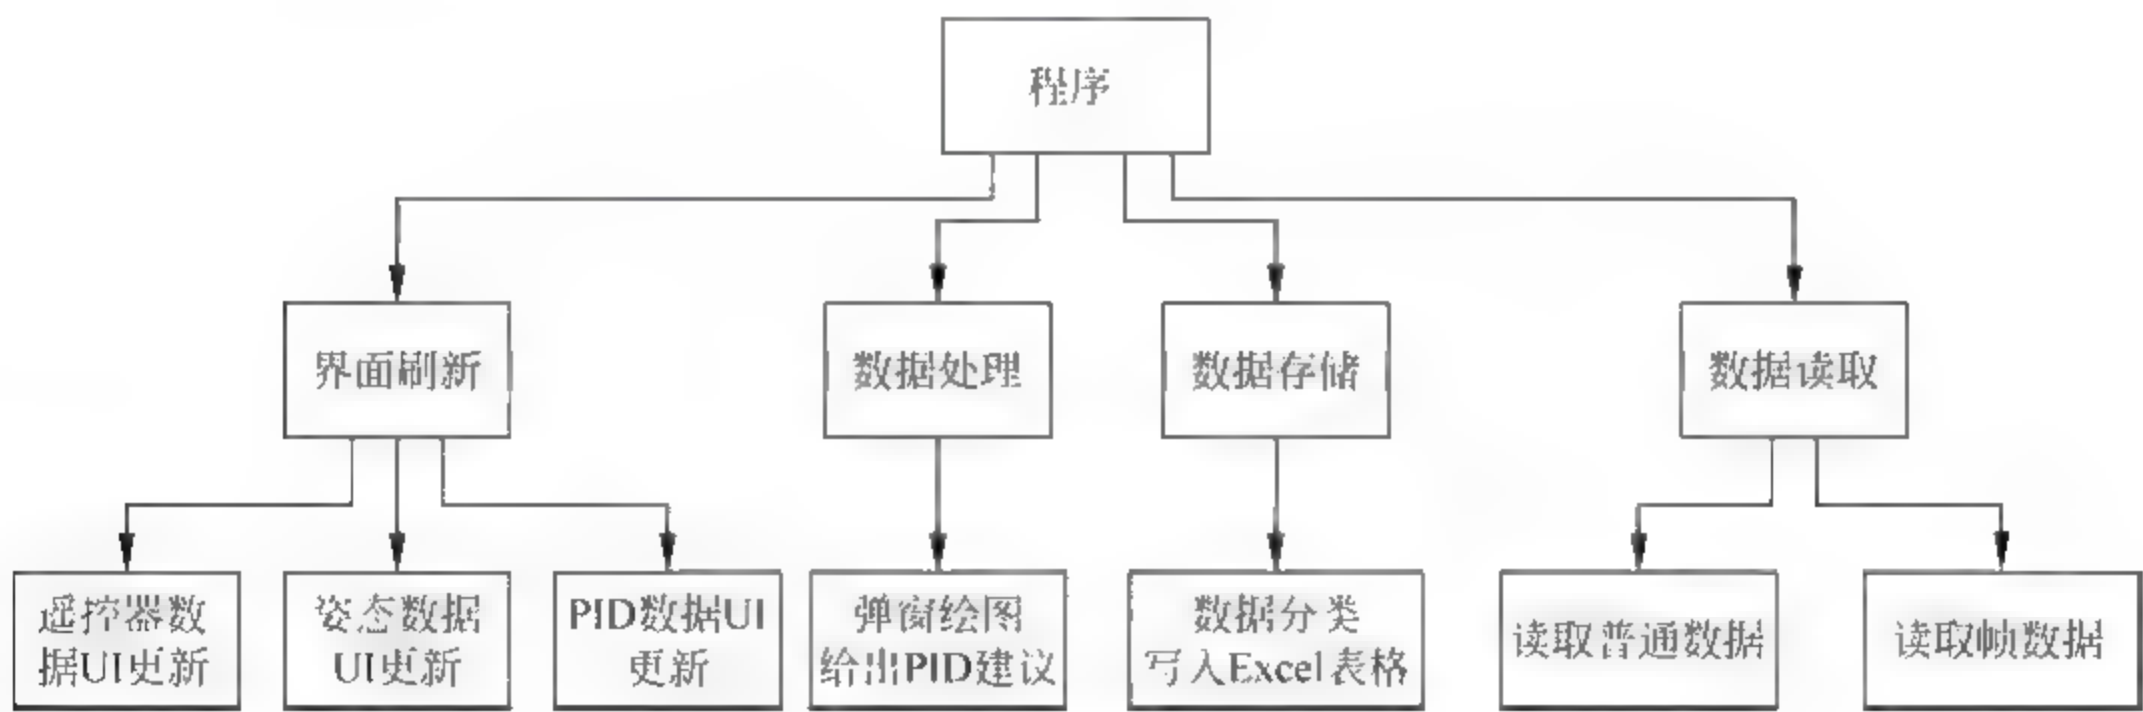 程序
界面刷新
数据处理
数据存储
数据读取
遥控器数
据UI更新
姿态数据
UI更新
PID数据UI
更新
弹窗绘图
给出PID建议
数据分类
写入Excel表格
读取普通数据
读取帧数据